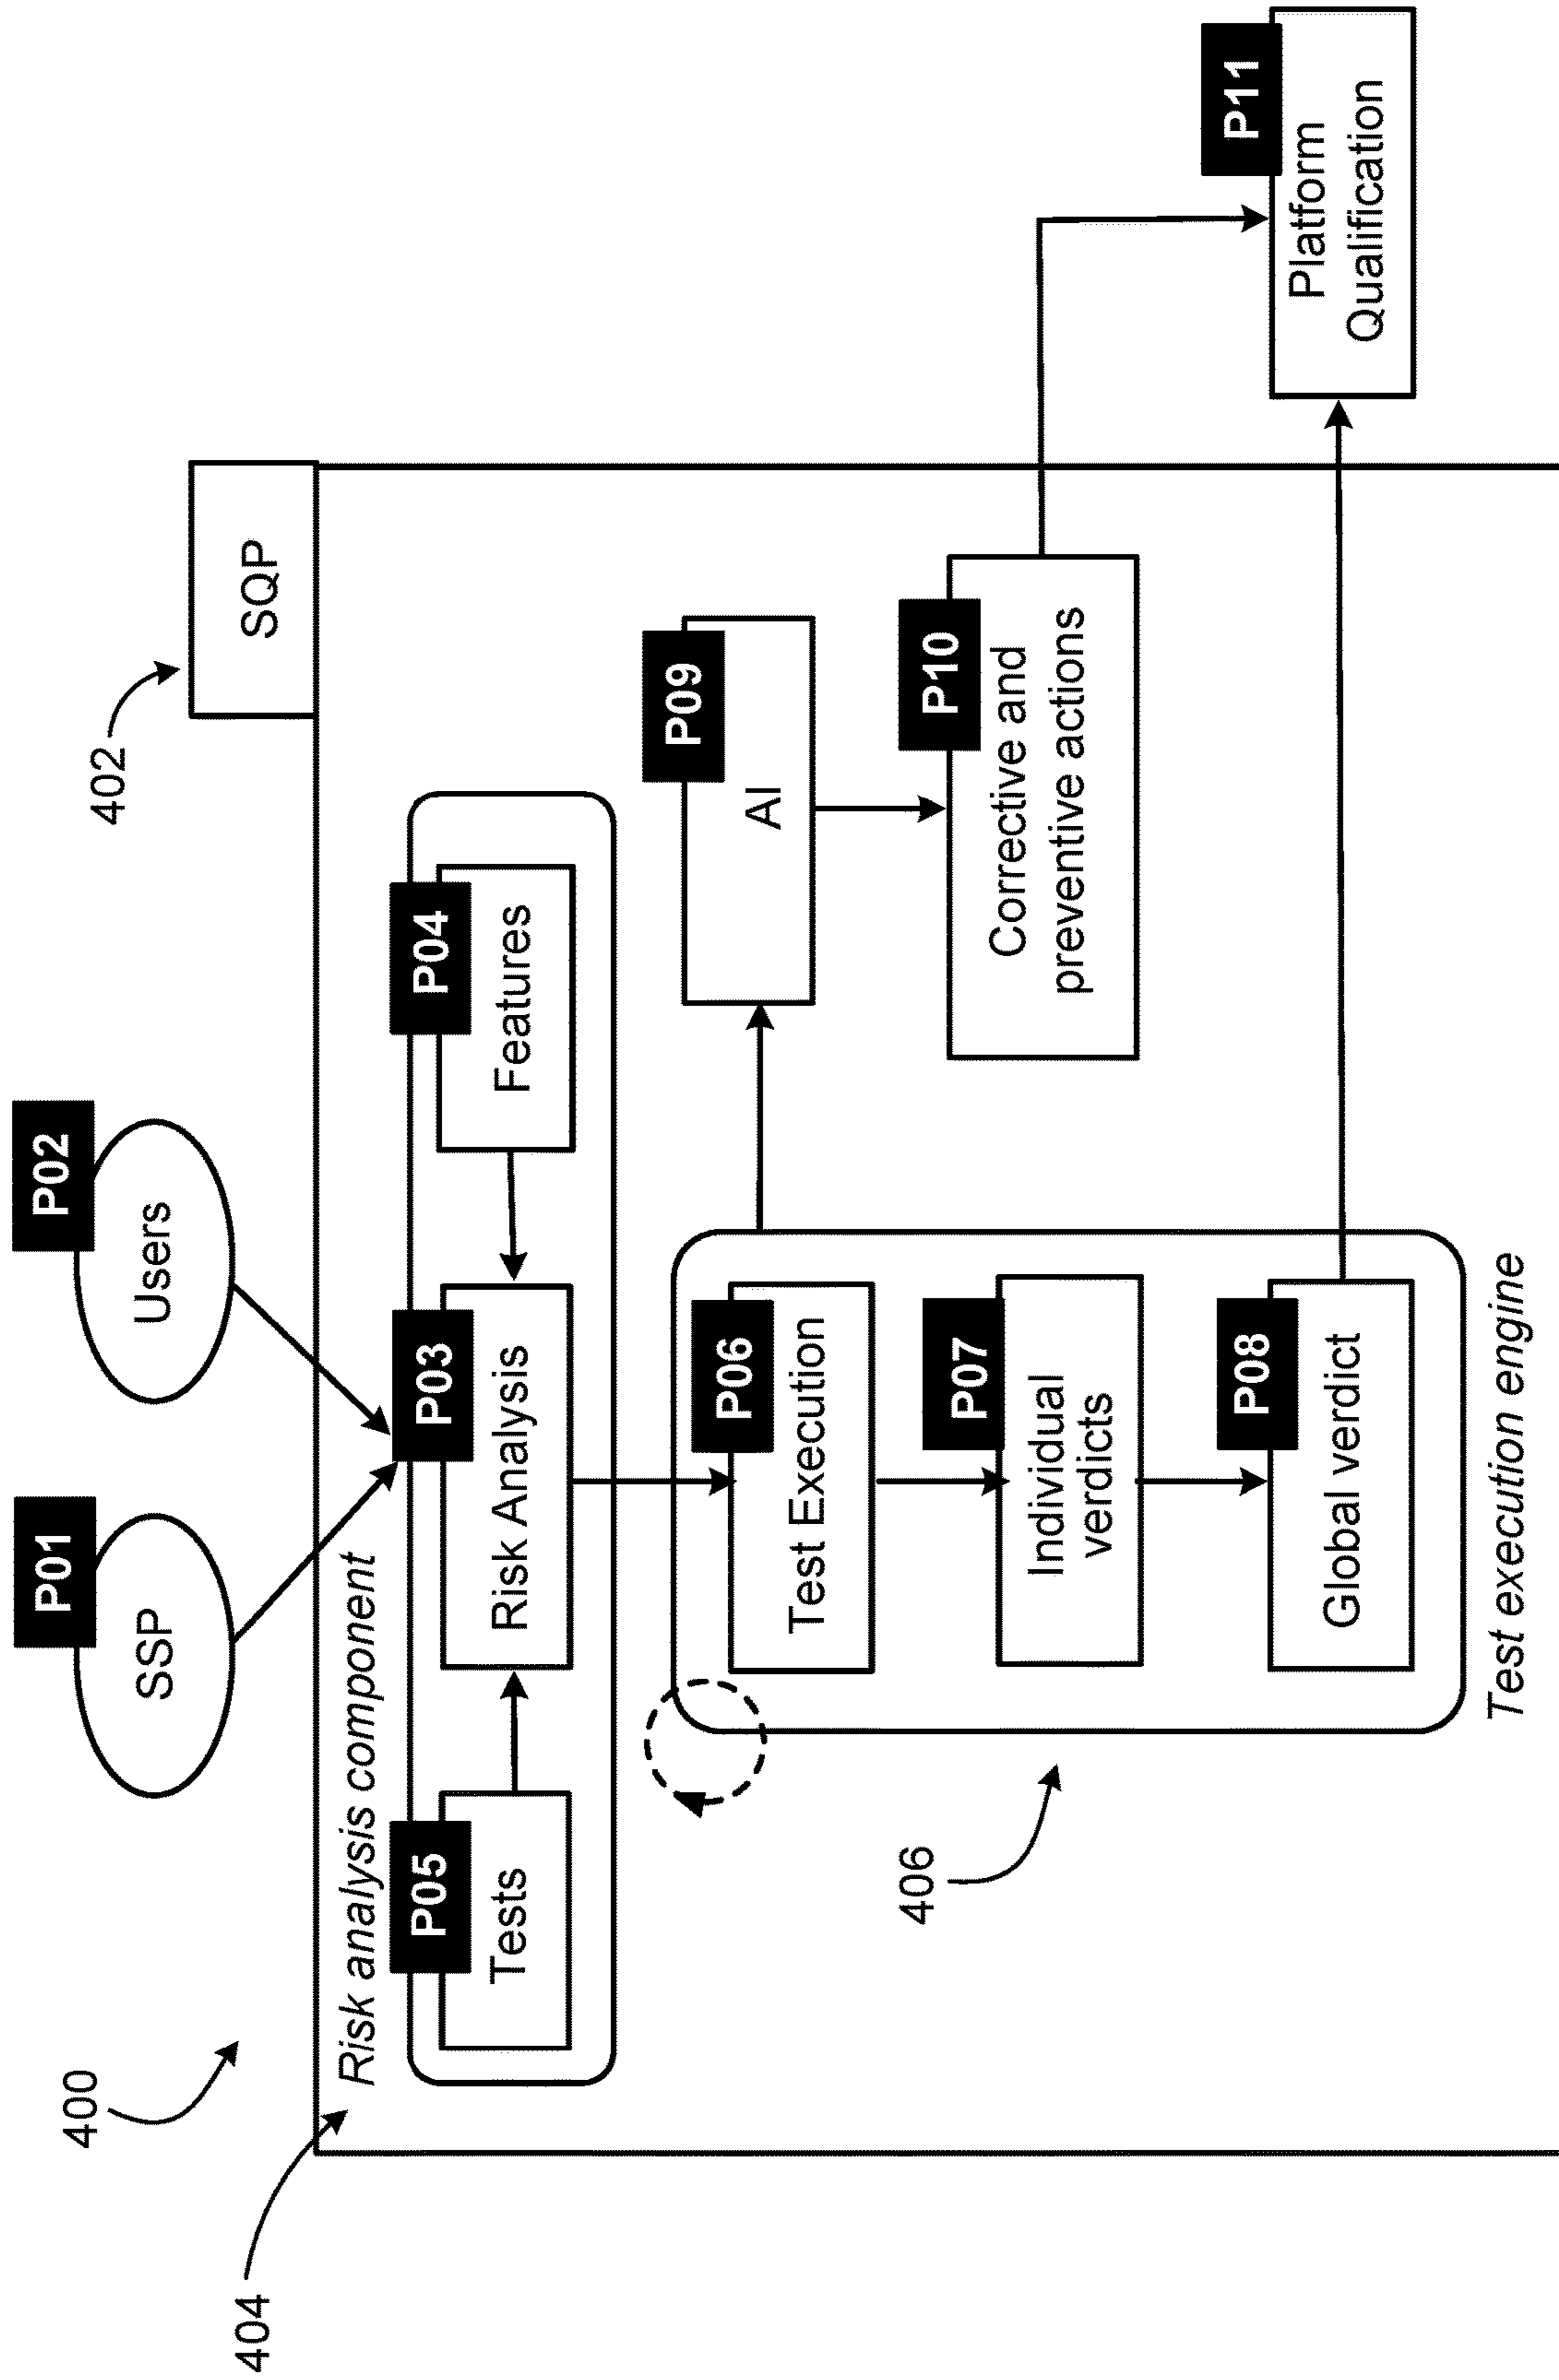 400
402
404
406
P01
SSP
P02
Users
SQP
Risk analysis component
P05
Tests
P03
Risk Analysis
P04
Features
P06
Test Execution
P07
Individual
verdicts
P08
Global verdict
Test execution engine
P09
AI
P10
Corrective and
preventive actions
P11
Platform
Qualification